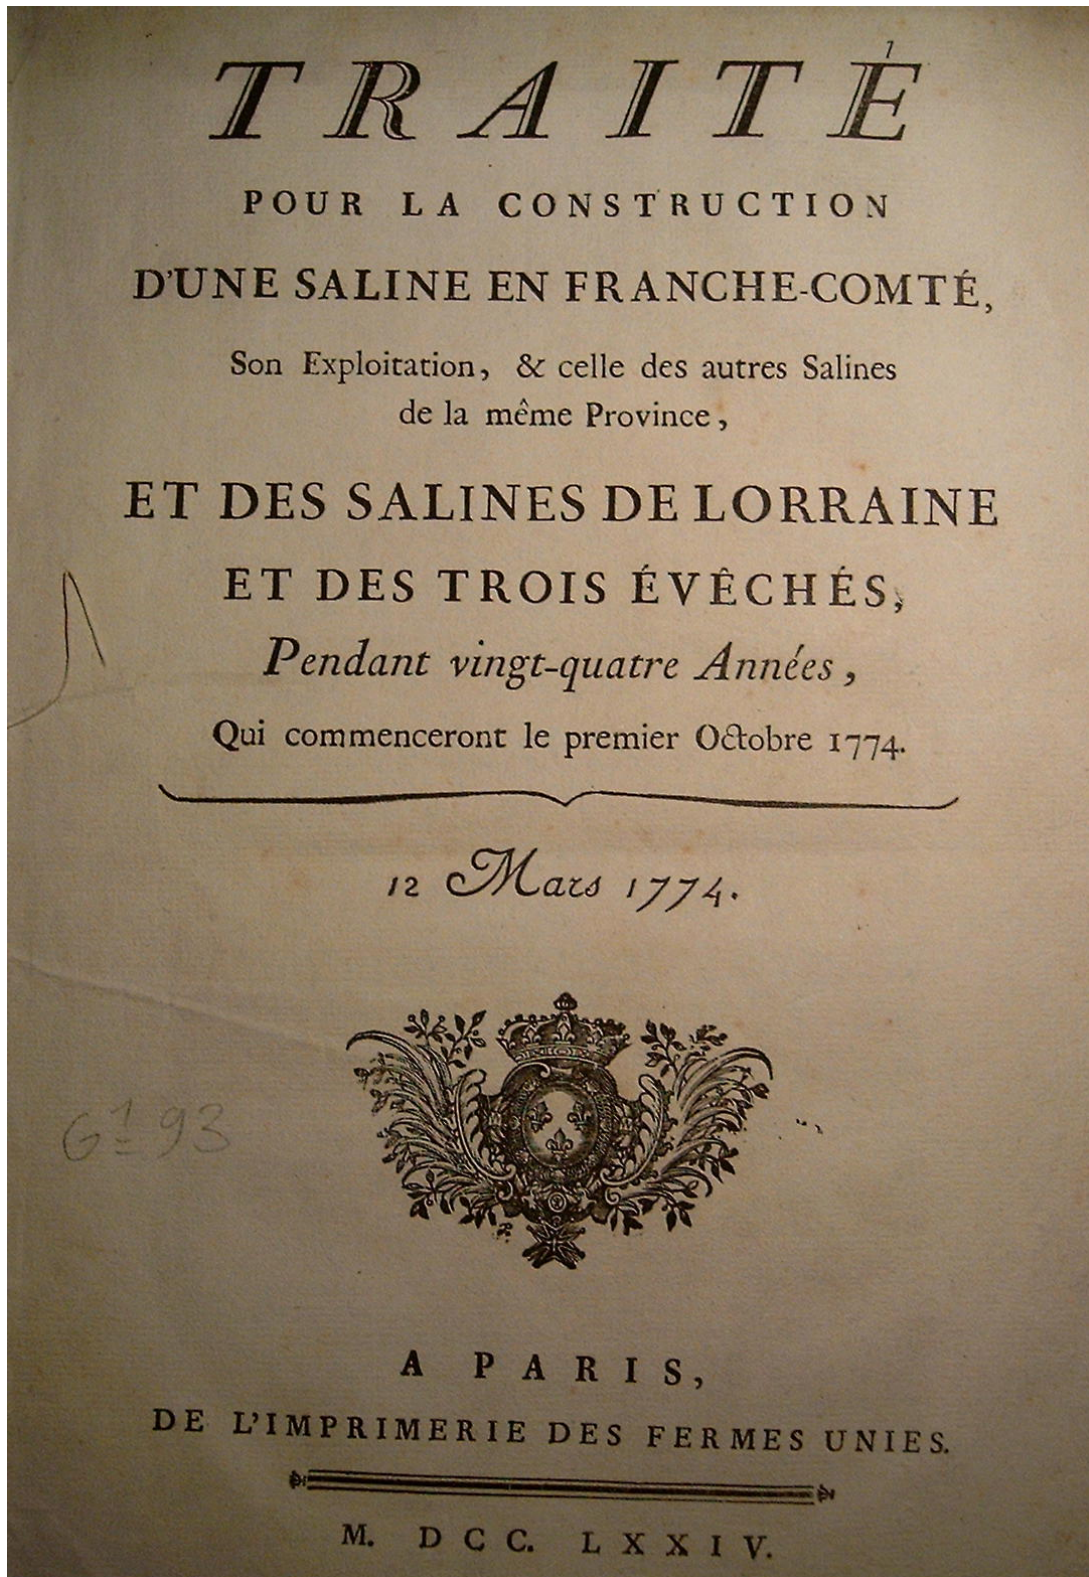 TRAITÉ
POUR LA CONSTRUCTION
D'UNE SALINE EN FRANCHE-COMTÉ,
Son Exploitation, & celle des autres Salines
de la même Province,
ET DES SALINES DE LORRAINE
ET DES TROIS ÉVÊCHÉS,
Pendant vingt-quatre Années,
Qui commenceront le premier Octobre 1774.
12 Mars 1774.
G 1 93
A PARIS,
DE L'IMPRIMERIE DES FERMES UNIES.
M. DCC. LXXIV.